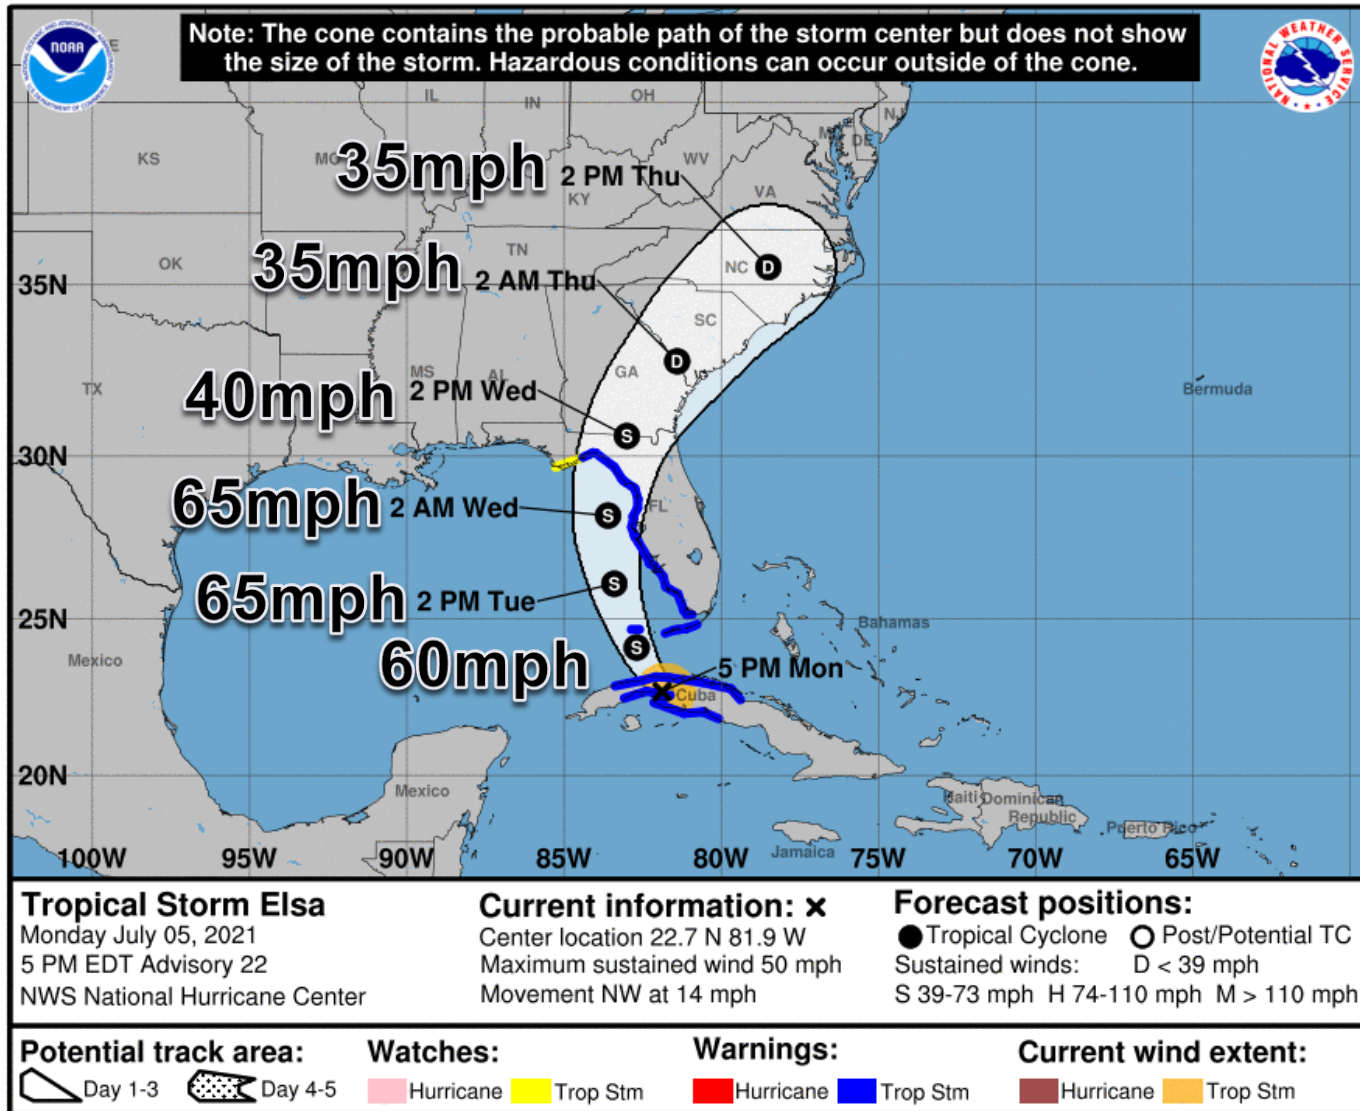 Note: The cone contains the probable path of the storm center but does not show
the size of the storm. Hazardous conditions can occur outside of the cone.
NOAA
NATIONAL WEATHER SERVICE
IL
IN
OH
NJ
DE
KS
WV
VA
35mph 2 PM Thu
KY
OK
TN
NC D
35mph 2 AM Thu
35N
SC
D
TX
MS
AL
GA
Bermuda
40mph 2 PM Wed
S
30N
65mph 2 AM Wed
S
FL
65mph 2 PM Tue
S
25N
Bahamas
60mph
S
5 PM Mon
Mexico
Cuba
20N
Mexico
Haiti Dominican
Republic
Puerto Rico
Jamaica
100W 95W 90W 85W 80W 75W 70W 65W
Tropical Storm Elsa
Monday July 05, 2021
5 PM EDT Advisory 22
NWS National Hurricane Center
Current information: x
Center location 22.7 N 81.9 W
Maximum sustained wind 50 mph
Movement NW at 14 mph
Forecast positions:
Tropical Cyclone Post/Potential TC
Sustained winds: D < 39 mph
S 39-73 mph H 74-110 mph M > 110 mph
Potential track area:
Day 1-3 Day 4-5
Watches:
Hurricane Trop Stm
Warnings:
Hurricane Trop Stm
Current wind extent:
Hurricane Trop Stm